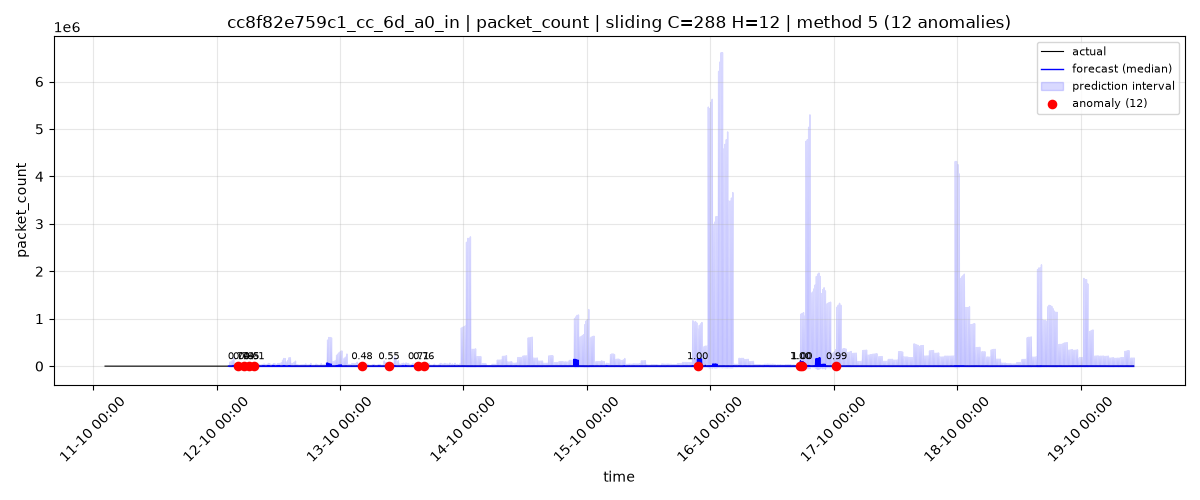 cc8f82e759c1_cc_6d_a0_in | packet_count | sliding C=288 H=12 | method 5 (12 anomalies)
1e6
actual
forecast (median)
prediction interval
anomaly (12)
6
5
4
3
2
1
0
packet_count
0.48
0.55
1.00
1.00
0.99
11-10 00:00
12-10 00:00
13-10 00:00
14-10 00:00
15-10 00:00
16-10 00:00
17-10 00:00
18-10 00:00
19-10 00:00
time